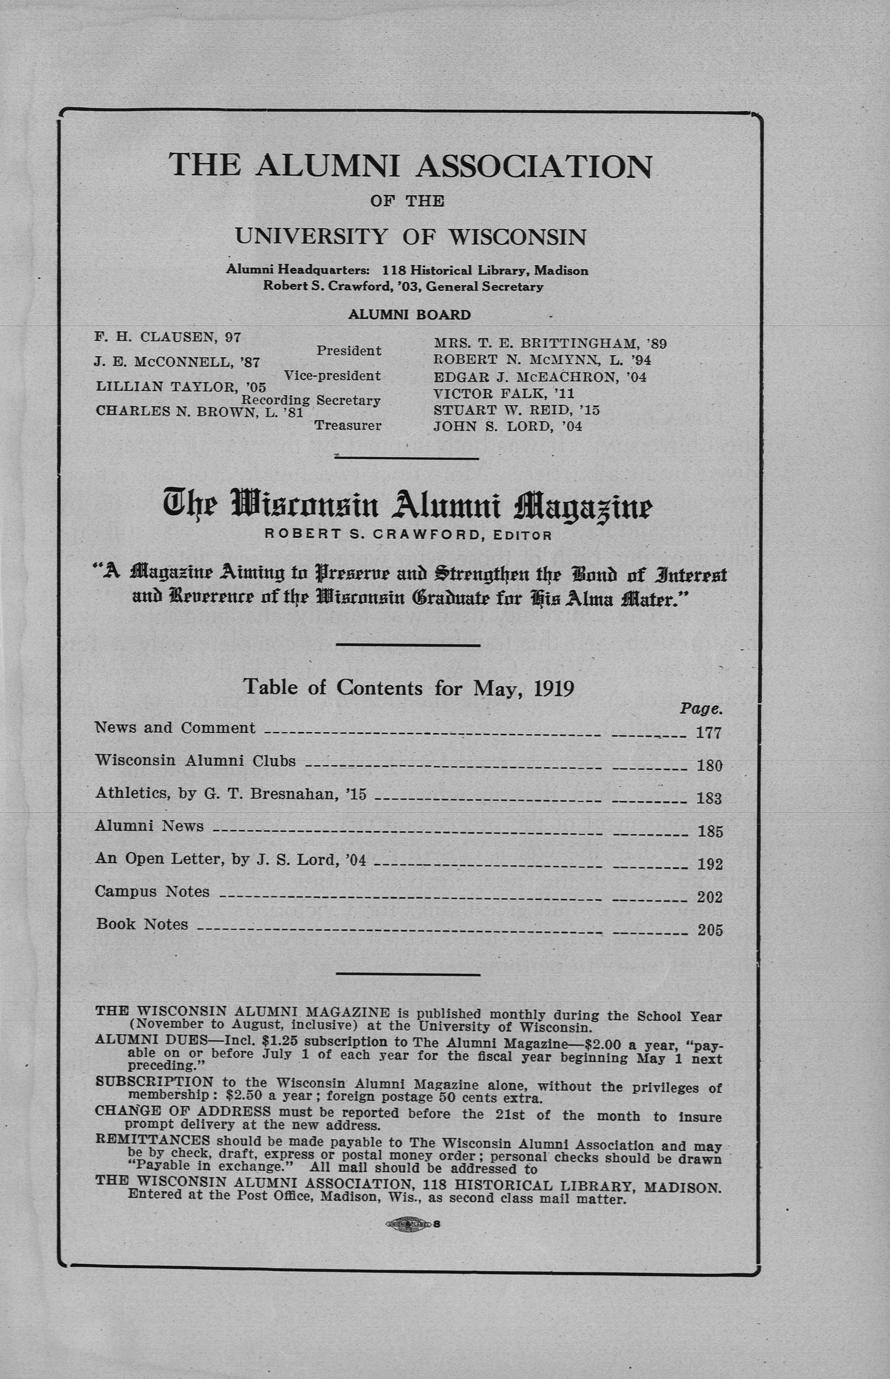 THE ALUMNI ASSOCIATION
OF THE
UNIVERSITY OF WISCONSIN
Alumni Headquarters: 118 Historical Library, Madison
Robert S. Crawford, '03, General Secretary
ALUMNI BOARD
F. H. CLAUSEN, 97
President
J. E. McCONNELL, '87
Vice-president
LILLIAN TAYLOR, '05
Recording Secretary
CHARLES N. BROWN, L. '81
Treasurer
MRS. T. E. BRITTINGHAM, '89
ROBERT N. McMYNN, L. '94
EDGAR J. McEACHRON, '04
VICTOR FALK, '11
STUART W. REID, '15
JOHN S. LORD, '04
The Wisconsin Alumni Magazine
ROBERT S. CRAWFORD, EDITOR
"A Magazine Aiming to Preserve and Strengthen the Bond of Interest
and Reverence of the Wisconsin Graduate for His Alma Mater."
Table of Contents for May, 1919
Page.
News and Comment 177
Wisconsin Alumni Clubs 180
Athletics, by G. T. Bresnahan, '15 183
Alumni News 185
An Open Letter, by J. S. Lord, '04 192
Campus Notes 202
Book Notes 205
THE WISCONSIN ALUMNI MAGAZINE is published monthly during the School Year
(November to August, inclusive) at the University of Wisconsin.
ALUMNI DUES—Incl. $1.25 subscription to The Alumni Magazine—$2.00 a year, "pay-
able on or before July 1 of each year for the fiscal year beginning May 1 next
preceding."
SUBSCRIPTION to the Wisconsin Alumni Magazine alone, without the privileges of
membership: $2.50 a year; foreign postage 50 cents extra.
CHANGE OF ADDRESS must be reported before the 21st of the month to insure
prompt delivery at the new address.
REMITTANCES should be made payable to The Wisconsin Alumni Association and may
be by check, draft, express or postal money order; personal checks should be drawn
"Payable in exchange." All mail should be addressed to
THE WISCONSIN ALUMNI ASSOCIATION, 118 HISTORICAL LIBRARY, MADISON.
Entered at the Post Office, Madison, Wis., as second class mail matter.
8